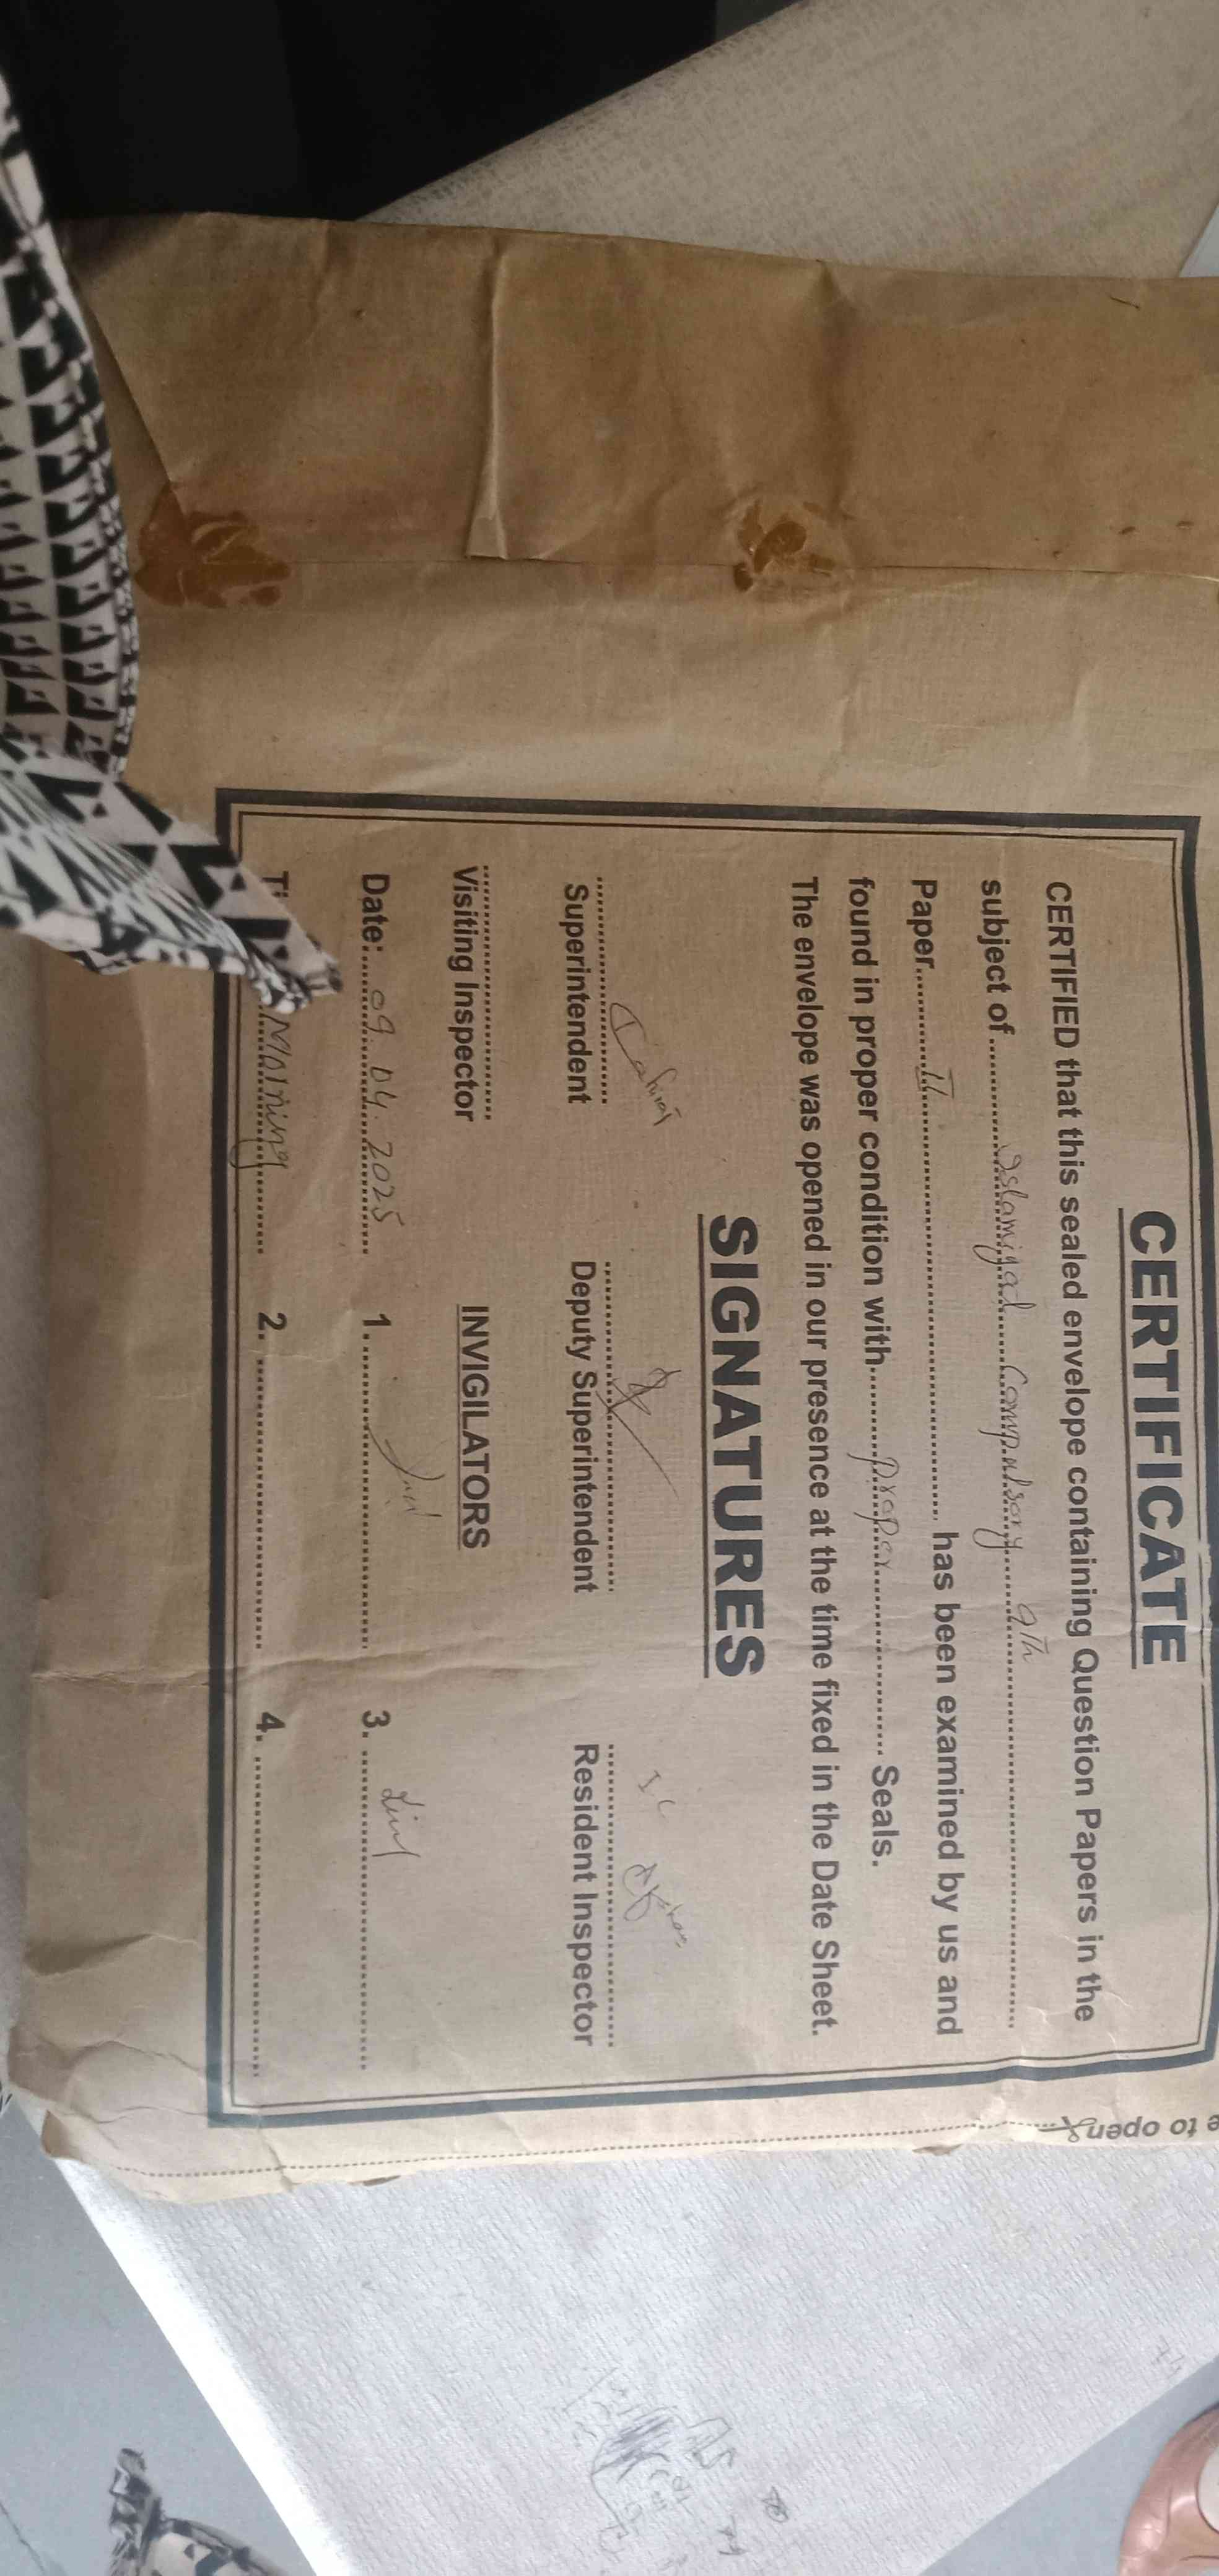 CERTIFICATE
CERTIFIED that this sealed envelope containing Question Papers in the
subject of Islamiyat Compulsory 9th
Paper II has been examined by us and
found in proper condition with proper Seals.
The envelope was opened in our presence at the time fixed in the Date Sheet.
SIGNATURES
Superintendent Deputy Superintendent Resident Inspector
Visiting Inspector INVIGILATORS
Date: 09.04.2025 1. 3.
Morning 2. 4.
to open